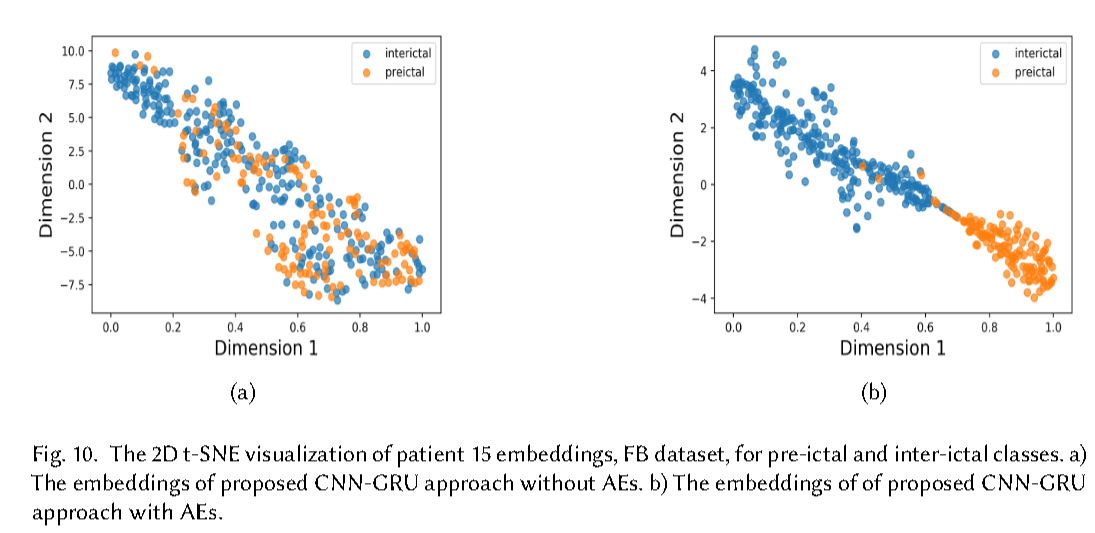 interictal
preictal
10.0
7.5
5.0
2.5
0.0
−2.5
−5.0
−7.5
Dimension 2
0.0 0.2 0.4 0.6 0.8 1.0
Dimension 1
(a)
interictal
preictal
4
2
0
−2
−4
Dimension 2
0.0 0.2 0.4 0.6 0.8 1.0
Dimension 1
(b)
Fig. 10. The 2D t-SNE visualization of patient 15 embeddings, FB dataset, for pre-ictal and inter-ictal classes. a)
The embeddings of proposed CNN-GRU approach without AEs. b) The embeddings of of proposed CNN-GRU
approach with AEs.